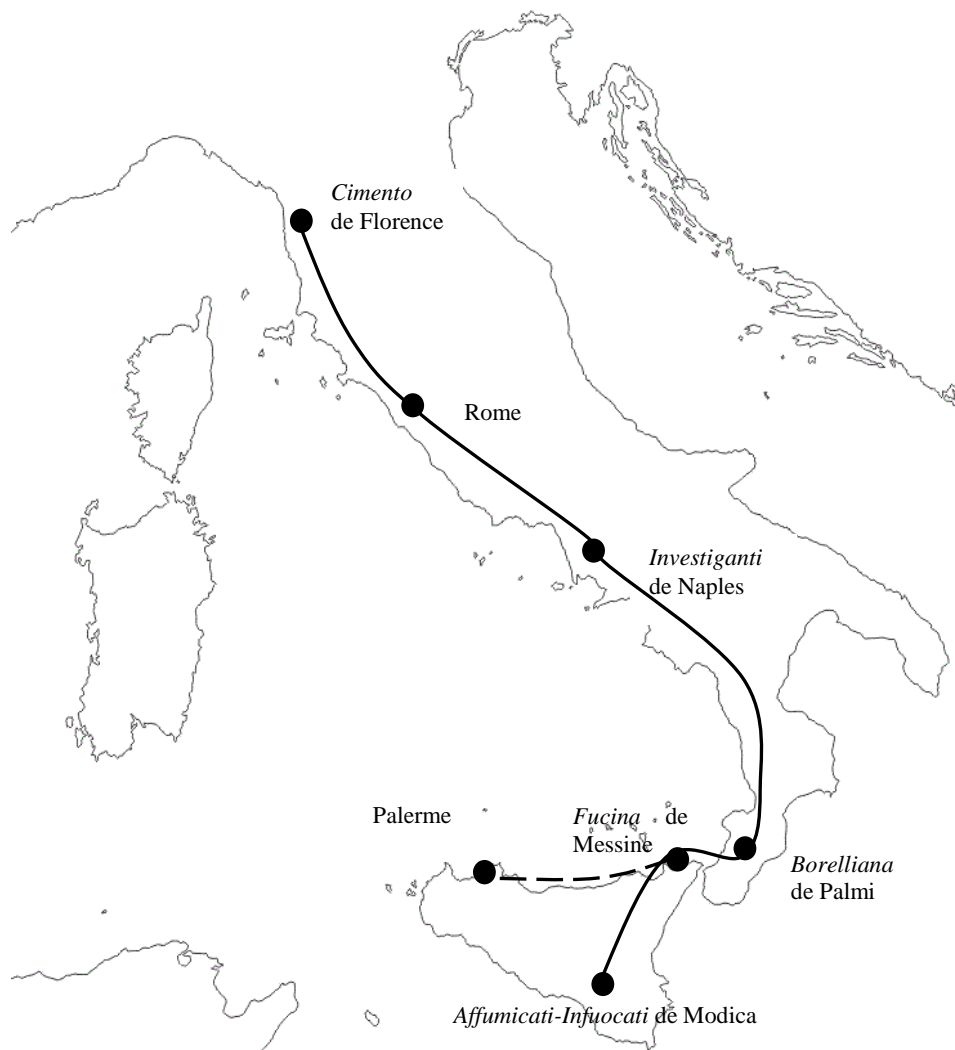 Cimento
de Florence
Rome
Investiganti
de Naples
Palerme
Fucina de
Messine
Borelliana
de Palmi
Affumicati-Infuocati de Modica